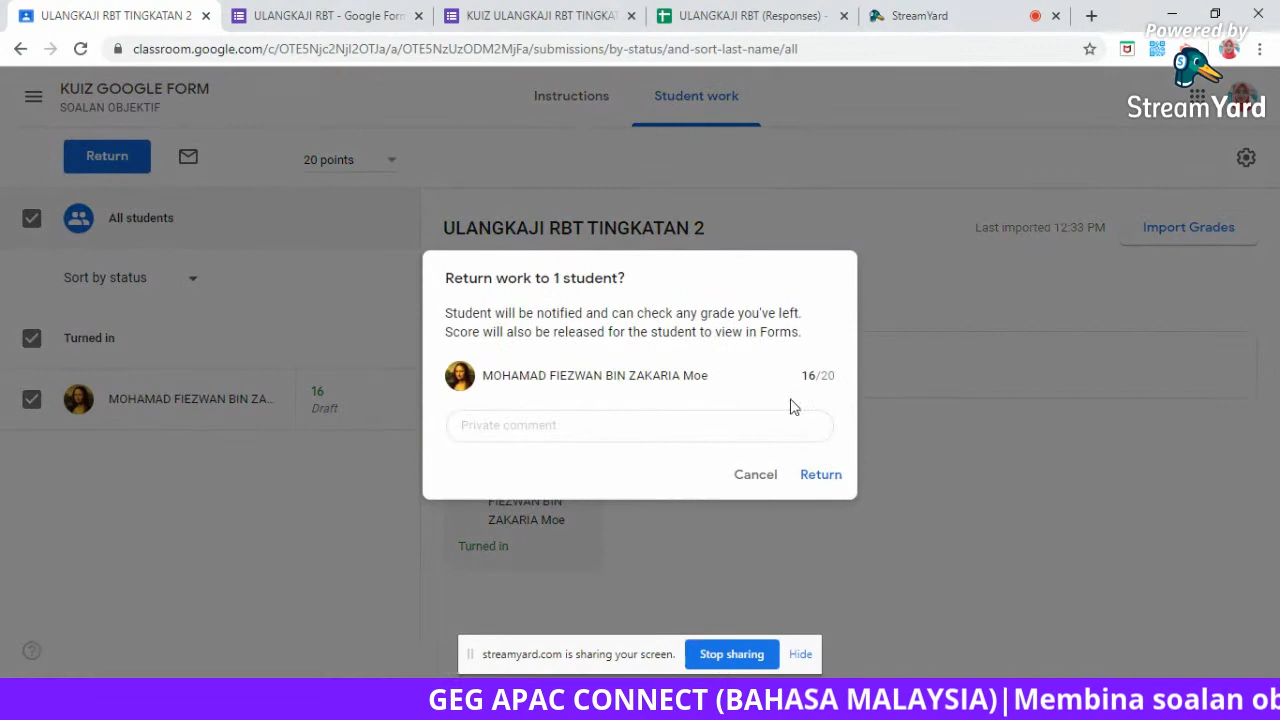 ULANGKAJI RBT TINGKATAN 2
ULANGKAJI RBT - Google For
KUIZ ULANGKAJI RBT TINGKAT
ULANGKAJI RBT (Responses) -
StreamYard
classroom.google.com/c/OTE5Njc2NjI2OTJa/a/OTE5NzUzODM2MjFa/submissions/by-status/and-sort-last-name/all
Powered by
StreamYard
KUIZ GOOGLE FORM
SOALAN OBJEKTIF
Instructions
Student work
Return
20 points
All students
ULANGKAJI RBT TINGKATAN 2
Last imported 12:33 PM
Import Grades
Sort by status
Turned in
MOHAMAD FIEZWAN BIN ZA...
16
Draft
Return work to 1 student?
Student will be notified and can check any grade you've left.
Score will also be released for the student to view in Forms.
MOHAMAD FIEZWAN BIN ZAKARIA Moe
16/20
Private comment
Cancel
Return
FIEZWAN BIN
ZAKARIA Moe
Turned in
streamyard.com is sharing your screen.
Stop sharing
Hide
GEG APAC CONNECT (BAHASA MALAYSIA)|Membina soalan ob